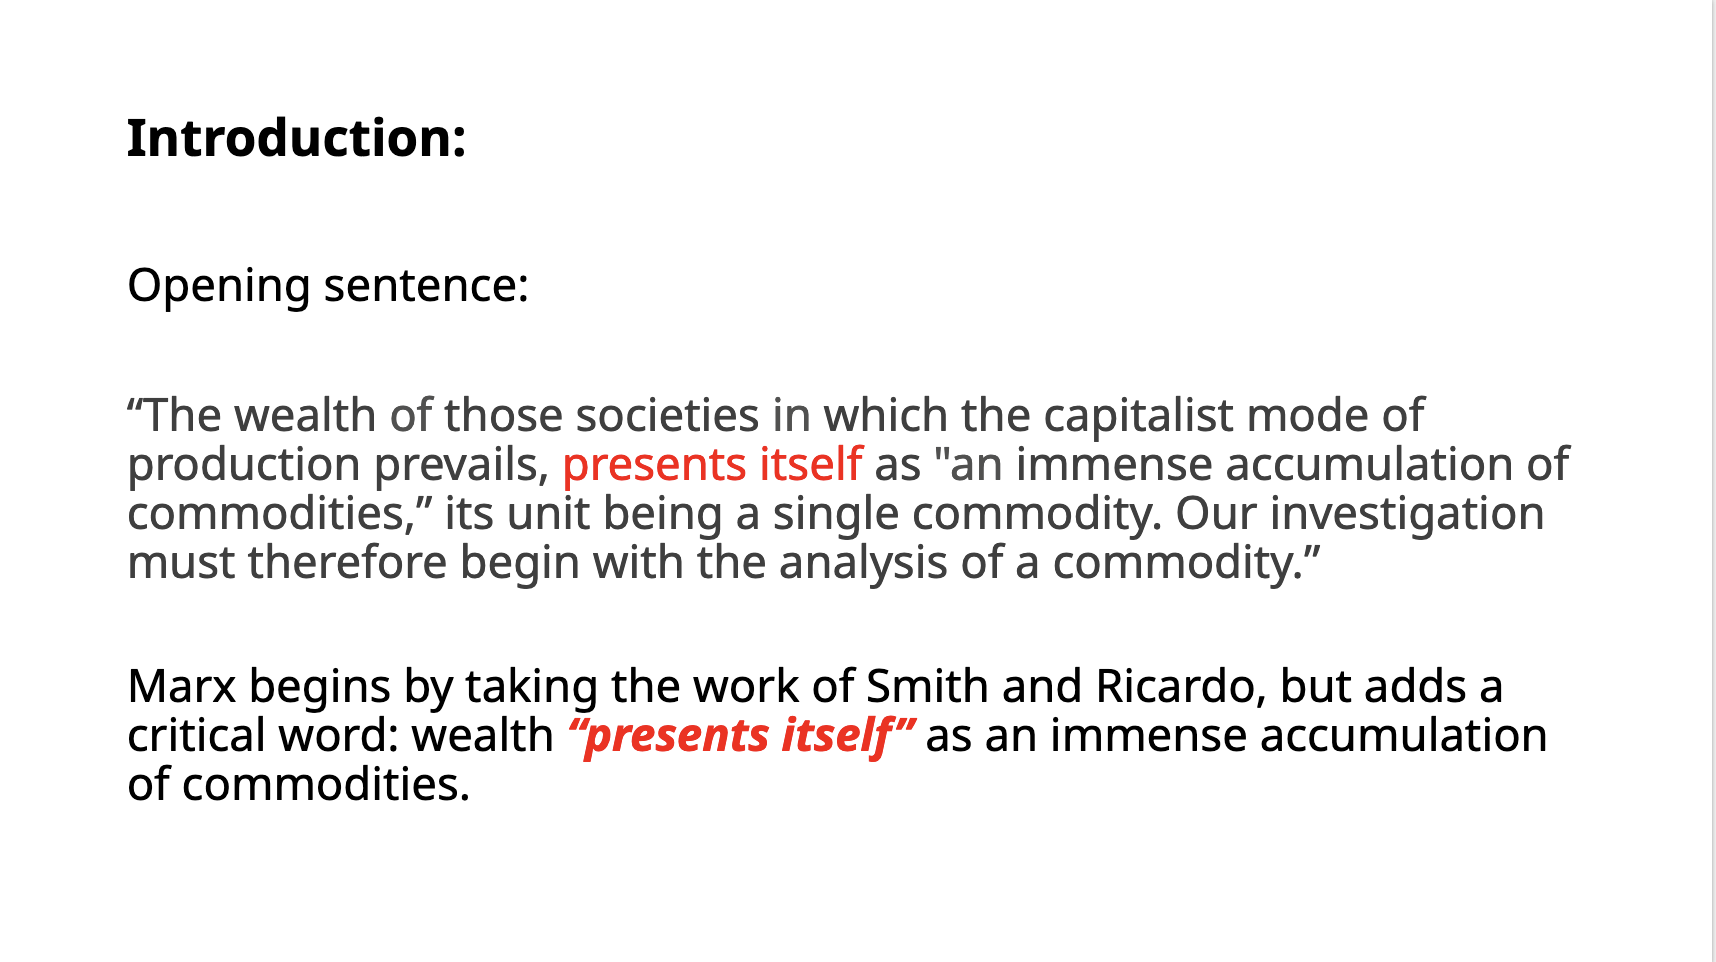 Introduction:
Opening sentence:
“The wealth of those societies in which the capitalist mode of
production prevails, presents itself as "an immense accumulation of
commodities,” its unit being a single commodity. Our investigation
must therefore begin with the analysis of a commodity.”
Marx begins by taking the work of Smith and Ricardo, but adds a
critical word: wealth “presents itself” as an immense accumulation
of commodities.